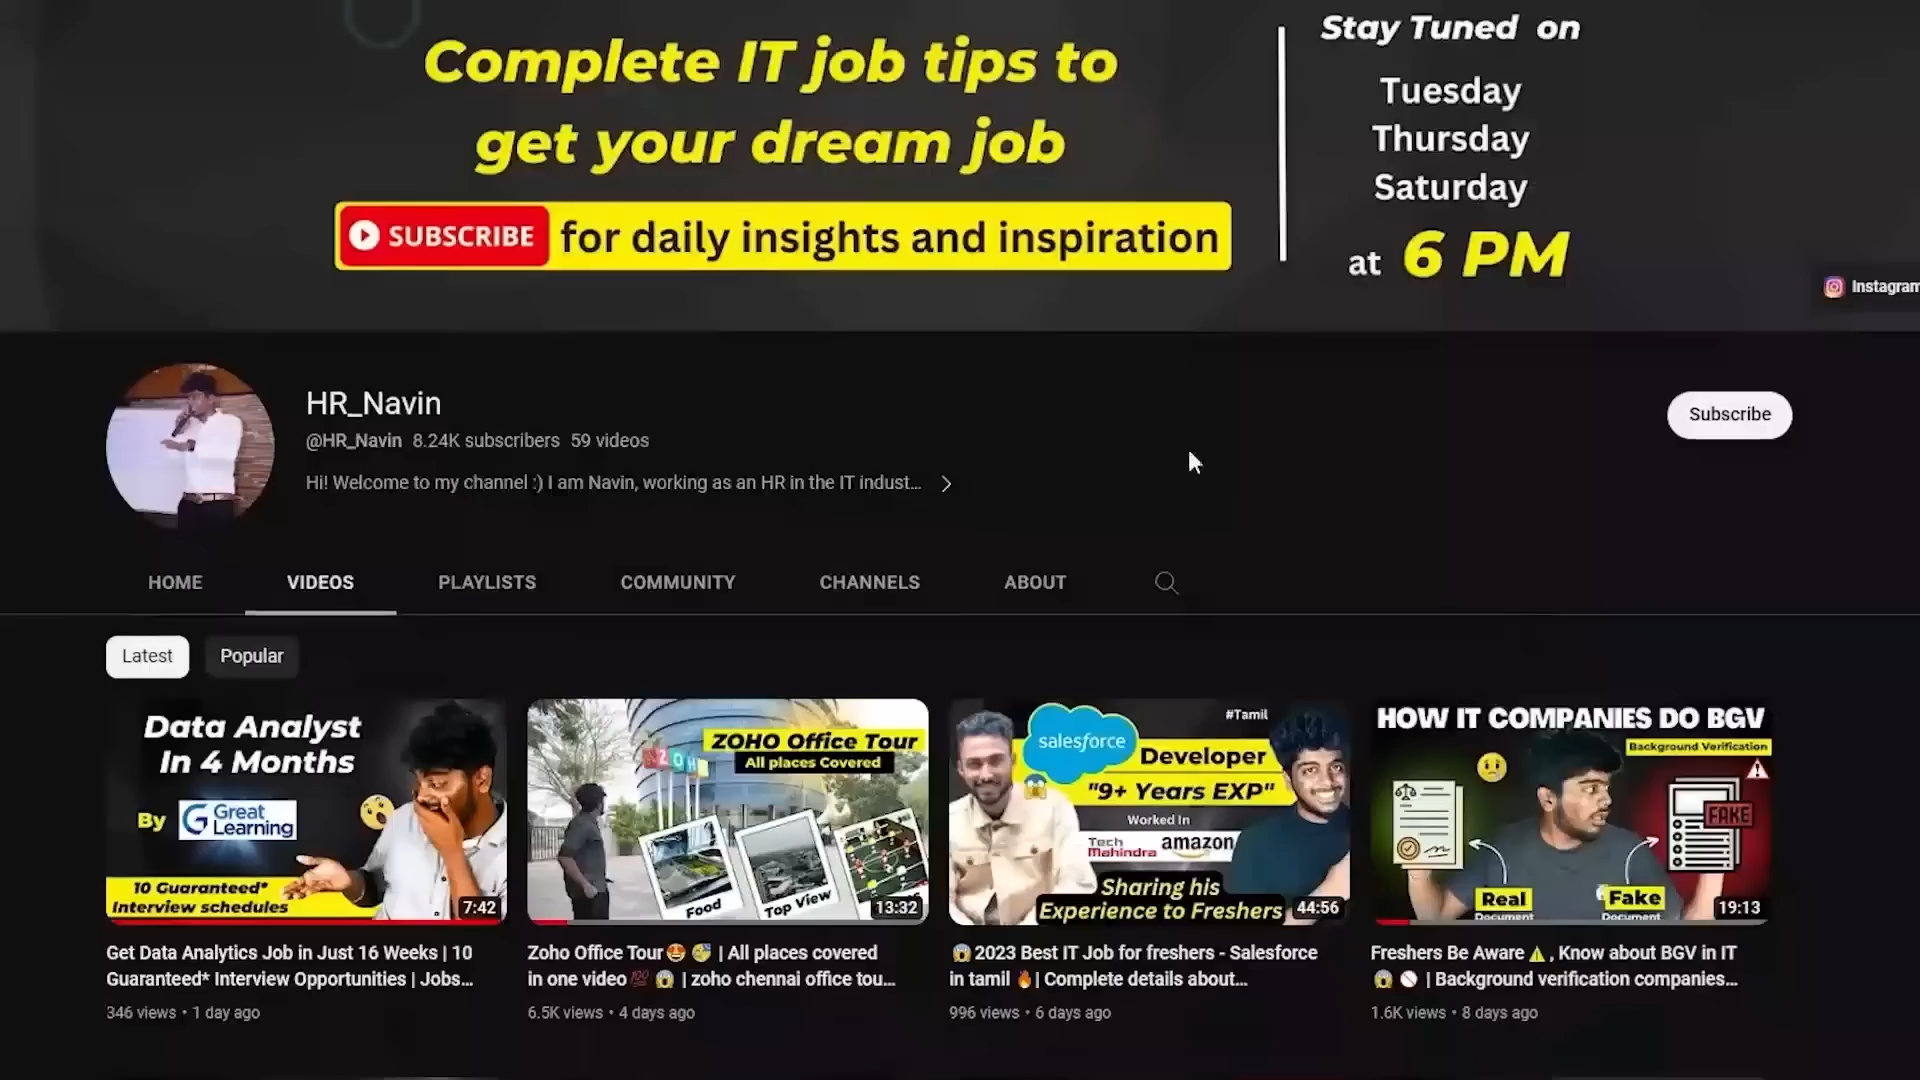 Complete IT job tips to
get your dream job
SUBSCRIBE for daily insights and inspiration
Stay Tuned on
Tuesday
Thursday
Saturday
at 6 PM
Instagram
HR_Navin
@HR_Navin 8.24K subscribers 59 videos
Hi! Welcome to my channel :) I am Navin, working as an HR in the IT indust...
Subscribe
HOME VIDEOS PLAYLISTS COMMUNITY CHANNELS ABOUT
Latest Popular
Data Analyst
In 4 Months
By G Great
Learning
10 Guaranteed*
Interview schedules
7:42
ZOHO Office Tour
All places Covered
ZOH
Food
Top View
13:32
#Tamil
salesforce
Developer
"9+ Years EXP"
Worked In
Tech
Mahindra
amazon
Sharing his
Experience to Freshers
44:56
HOW IT COMPANIES DO BGV
Background Verification
FAKE
Real
Document
Fake
Document
19:13
Get Data Analytics Job in Just 16 Weeks | 10
Guaranteed* Interview Opportunities | Jobs...
346 views • 1 day ago
Zoho Office Tour🤩 😴 | All places covered
in one video💯 😱 | zoho chennai office tou...
6.5K views • 4 days ago
😱2023 Best IT Job for freshers - Salesforce
in tamil 🔥| Complete details about...
996 views • 6 days ago
Freshers Be Aware ⚠️ , Know about BGV in IT
😱 🚫 | Background verification companies...
1.6K views • 8 days ago